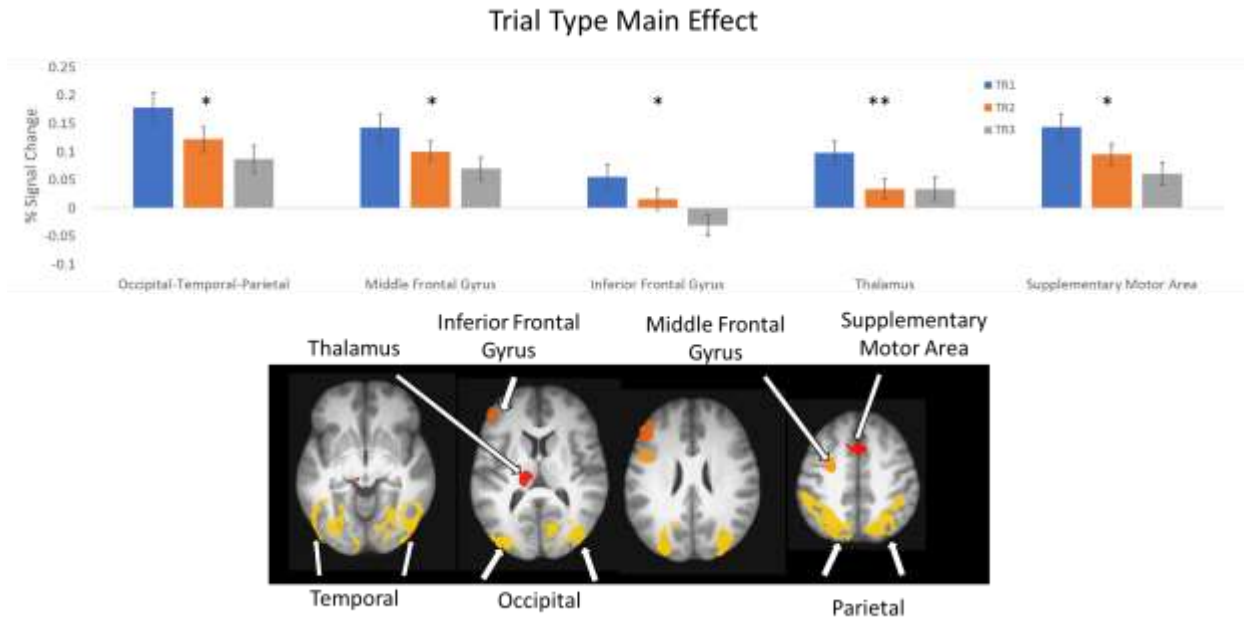 Trial Type Main Effect
% Signal Change
0.25
0.2
0.15
0.1
0.05
0
-0.05
-0.1
*
*
*
**
*
TR1
TR2
TR3
Occipital-Temporal-Parietal
Middle Frontal Gyrus
Inferior Frontal Gyrus
Thalamus
Supplementary Motor Area
Thalamus
Inferior Frontal
Gyrus
Middle Frontal
Gyrus
Supplementary
Motor Area
Temporal
Occipital
Parietal